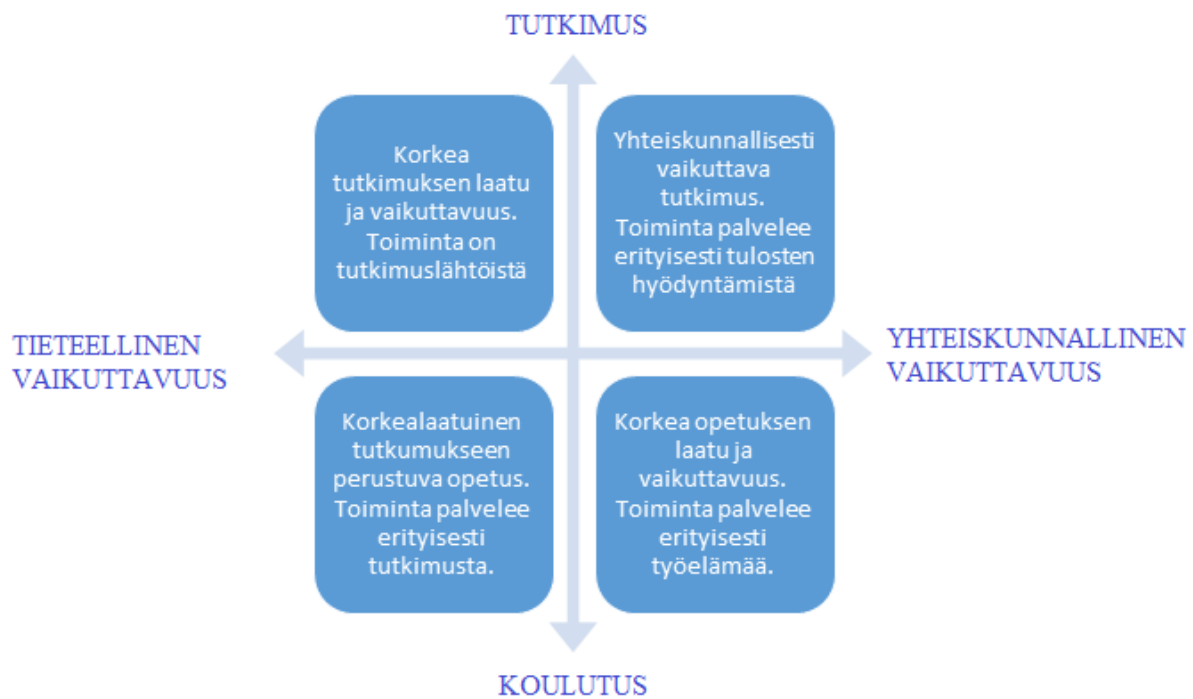 TUTKIMUS
Korkea
tutkimuksen laatu
ja vaikuttavuus.
Toiminta on
tutkimuslähtöistä
Yhteiskunnallisesti
vaikuttava
tutkimus.
Toiminta palvelee
erityisesti tulosten
hyödyntämistä
TIETEELLINEN
VAIKUTTAVUUS
YHTEISKUNNALLINEN
VAIKUTTAVUUS
Korkealaatuinen
tutkumukseen
perustuva opetus.
Toiminta palvelee
erityisesti
tutkimusta.
Korkea opetuksen
laatu ja
vaikuttavuus.
Toiminta palvelee
erityisesti
työelämää.
KOULUTUS